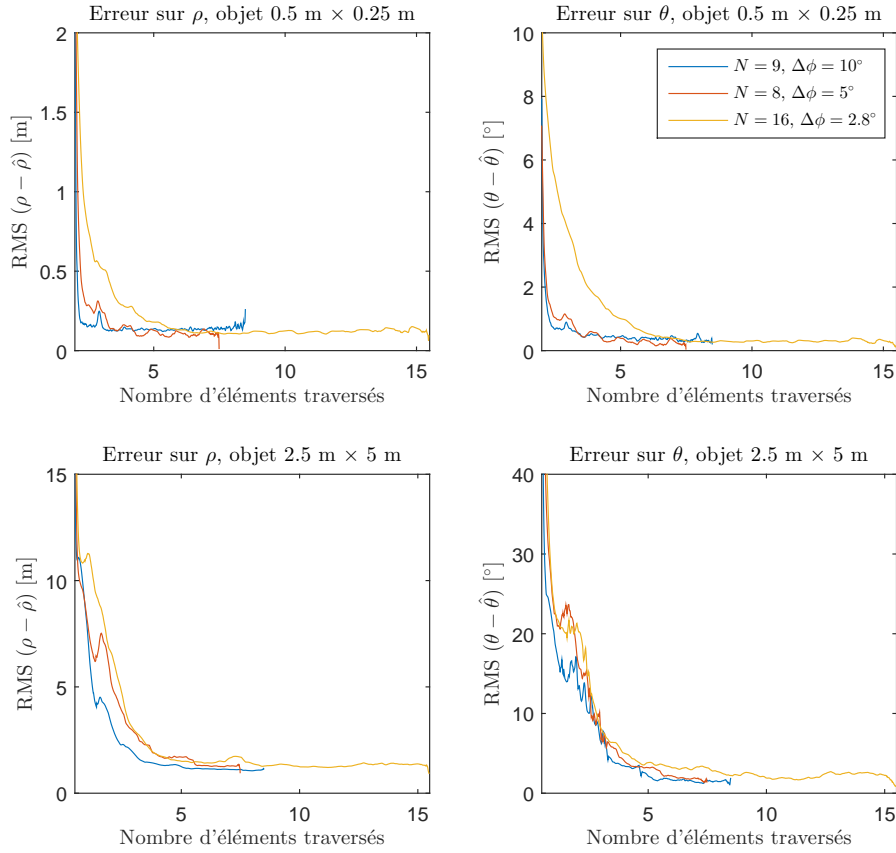 Erreur sur ρ, objet 0.5 m × 0.25 m
2
1.5
1
0.5
0
RMS (ρ − ρ̂) [m]
5
10
15
Nombre d'éléments traversés
Erreur sur θ, objet 0.5 m × 0.25 m
10
8
6
4
2
0
RMS (θ − θ̂) [°]
N = 9, Δϕ = 10°
N = 8, Δϕ = 5°
N = 16, Δϕ = 2.8°
5
10
15
Nombre d'éléments traversés
Erreur sur ρ, objet 2.5 m × 5 m
15
10
5
0
RMS (ρ − ρ̂) [m]
5
10
15
Nombre d'éléments traversés
Erreur sur θ, objet 2.5 m × 5 m
40
30
20
10
0
RMS (θ − θ̂) [°]
5
10
15
Nombre d'éléments traversés